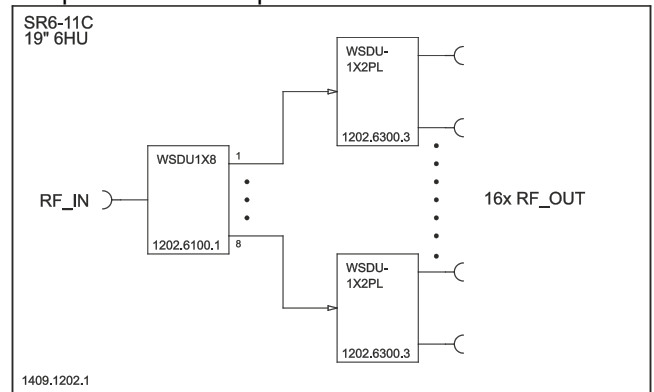 SR6-11C
19" 6HU
WSDU-
1X2PL
1202.6300.3
WSDU1X8
1
RF_IN
16x RF_OUT
1202.6100.1
8
WSDU-
1X2PL
1202.6300.3
1409.1202.1